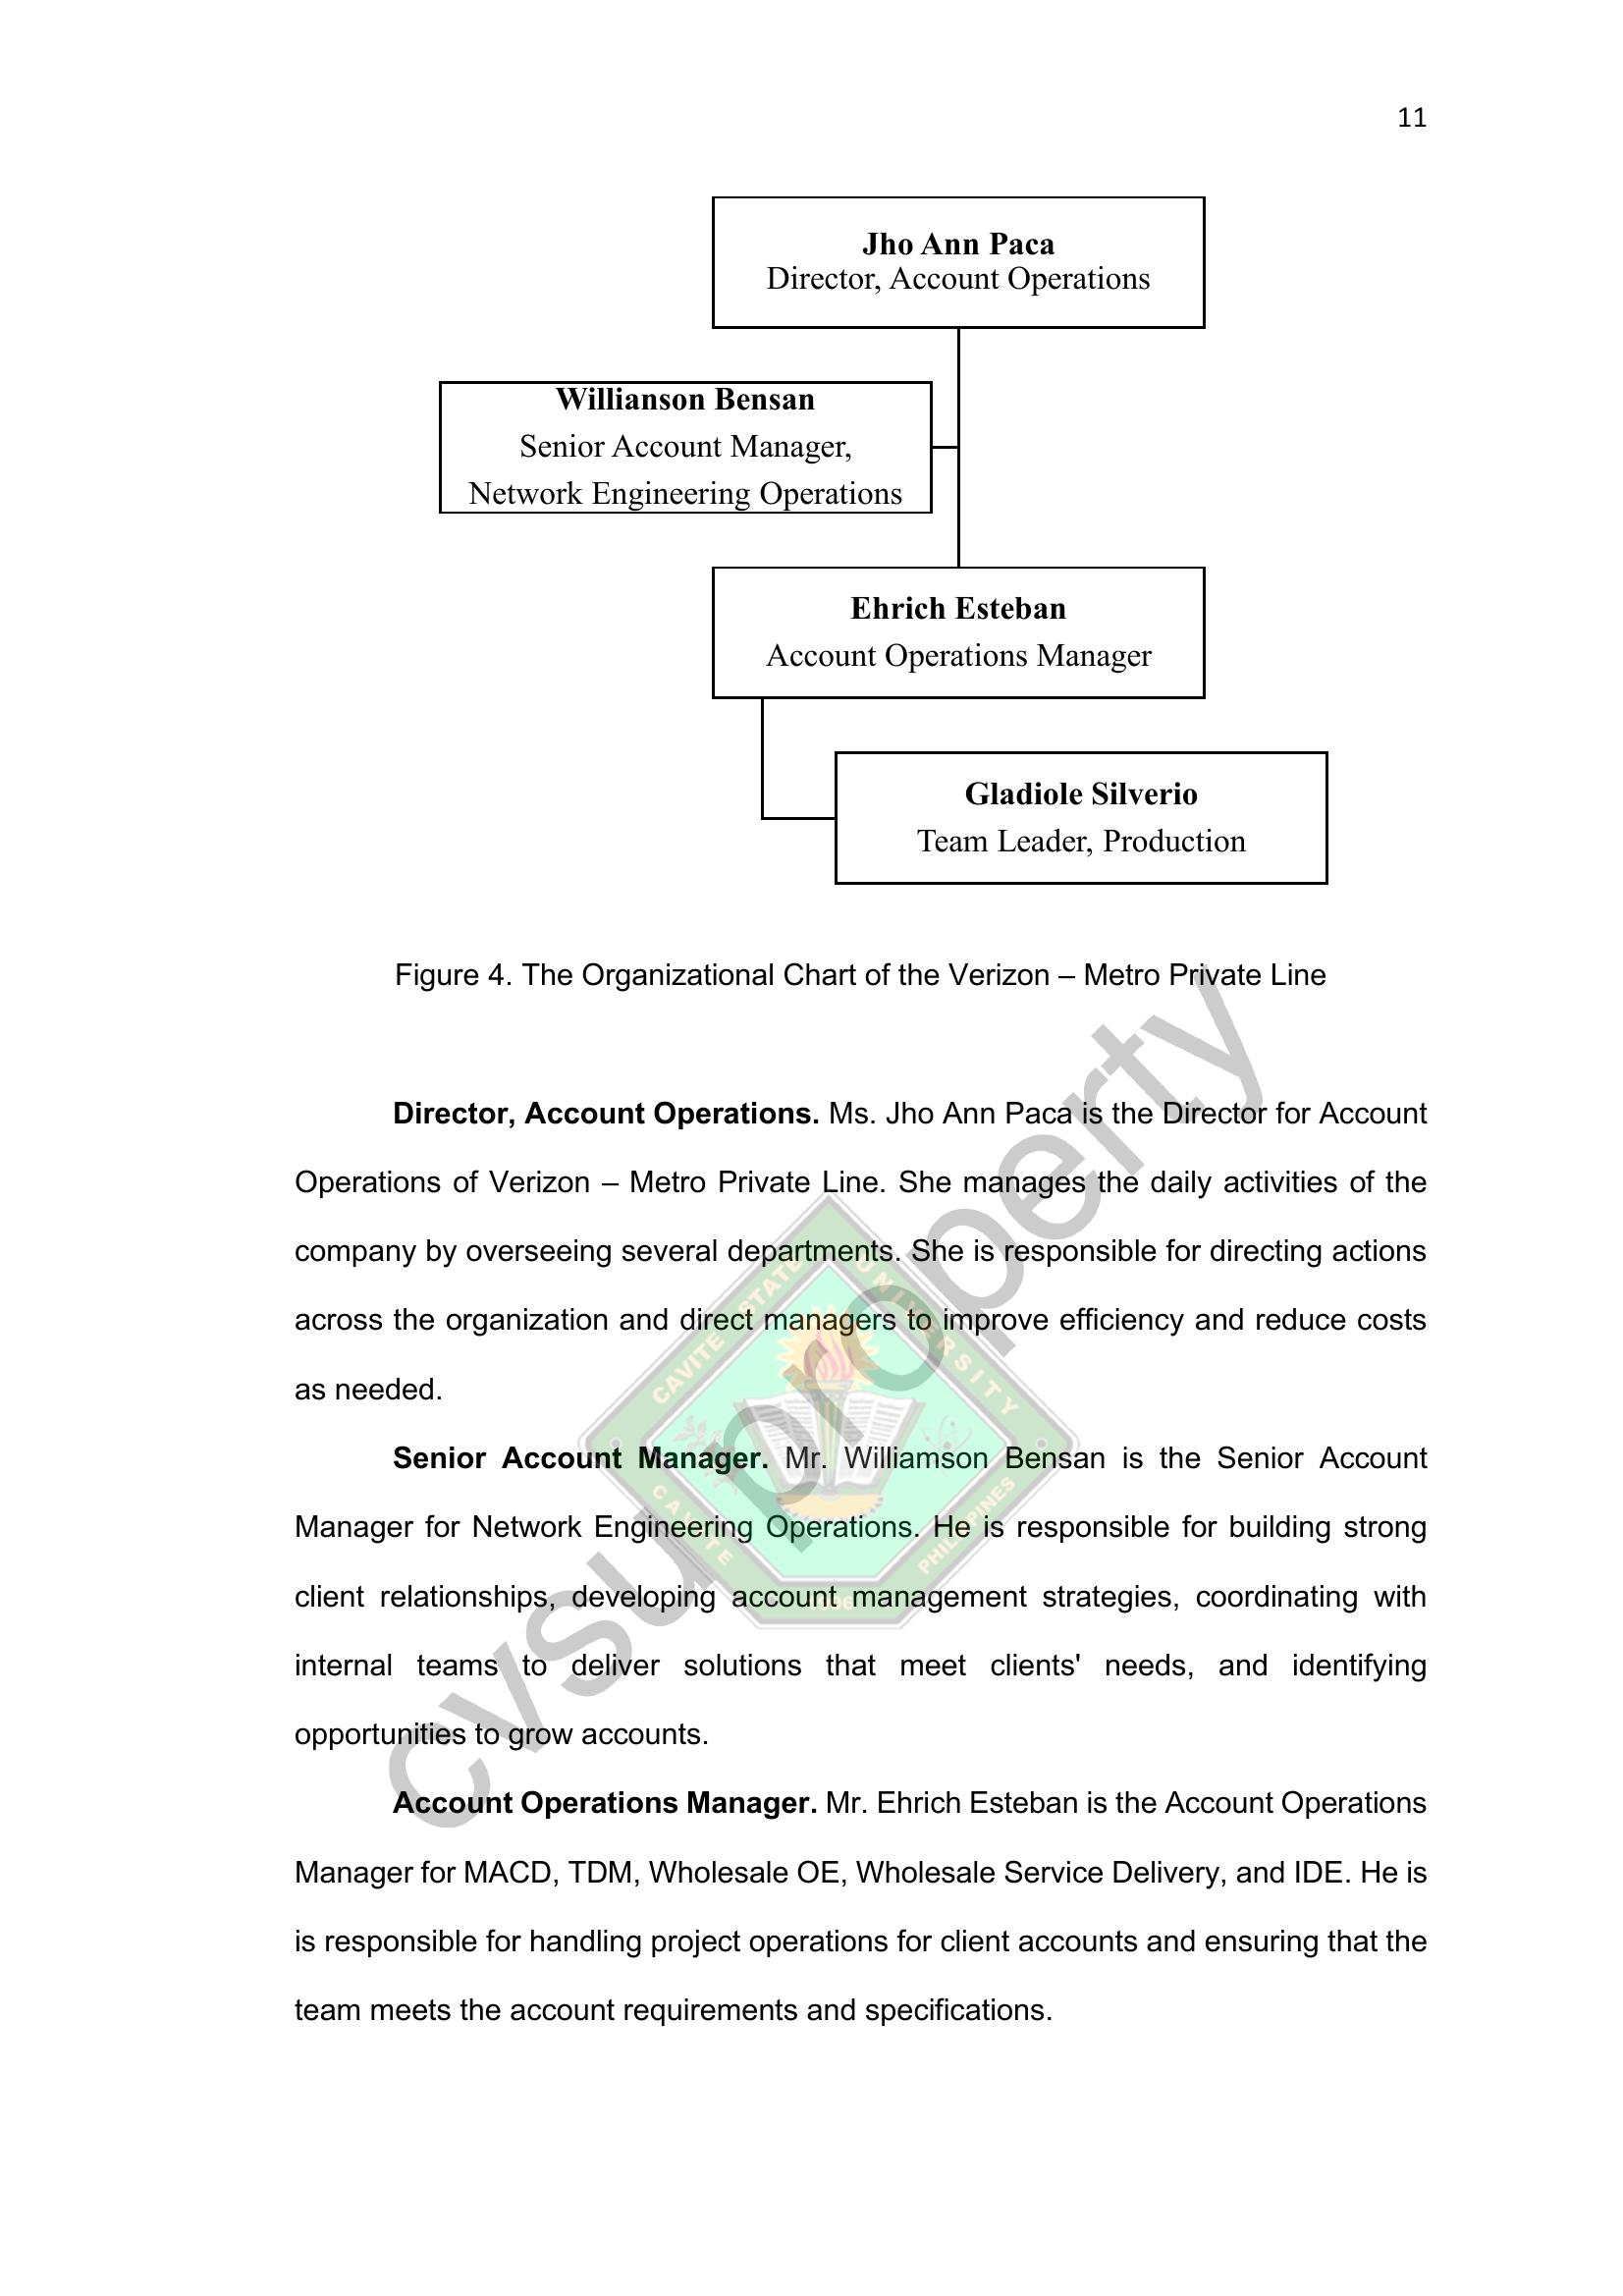 11
Jho Ann Paca
Director, Account Operations
Willianson Bensan
Senior Account Manager,
Network Engineering Operations
Ehrich Esteban
Account Operations Manager
Gladiole Silverio
Team Leader, Production
Figure 4. The Organizational Chart of the Verizon – Metro Private Line
Director, Account Operations. Ms. Jho Ann Paca is the Director for Account
Operations of Verizon – Metro Private Line. She manages the daily activities of the
company by overseeing several departments. She is responsible for directing actions
across the organization and direct managers to improve efficiency and reduce costs
as needed.
Senior Account Manager. Mr. Williamson Bensan is the Senior Account
Manager for Network Engineering Operations. He is responsible for building strong
client relationships, developing account management strategies, coordinating with
internal teams to deliver solutions that meet clients' needs, and identifying
opportunities to grow accounts.
Account Operations Manager. Mr. Ehrich Esteban is the Account Operations
Manager for MACD, TDM, Wholesale OE, Wholesale Service Delivery, and IDE. He is
is responsible for handling project operations for client accounts and ensuring that the
team meets the account requirements and specifications.
cvsu property
CAVITE STATE UNIVERSITY
CAVITE
PHILIPPINES